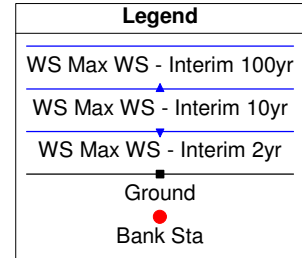 Legend
WS Max WS - Interim 100yr
WS Max WS - Interim 10yr
WS Max WS - Interim 2yr
Ground
Bank Sta